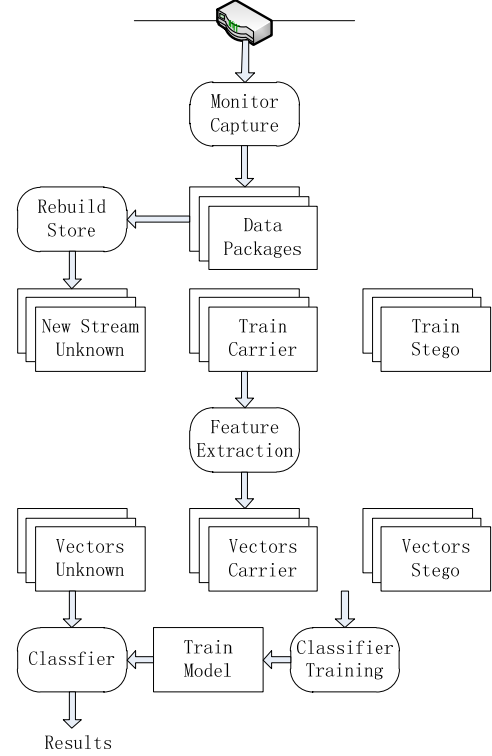 Monitor
Capture
Rebuild
Store
Data
Packages
New Stream
Unknown
Train
Carrier
Train
Stego
Feature
Extraction
Vectors
Unknown
Vectors
Carrier
Vectors
Stego
Classfier
Train
Model
Classifier
Training
Results